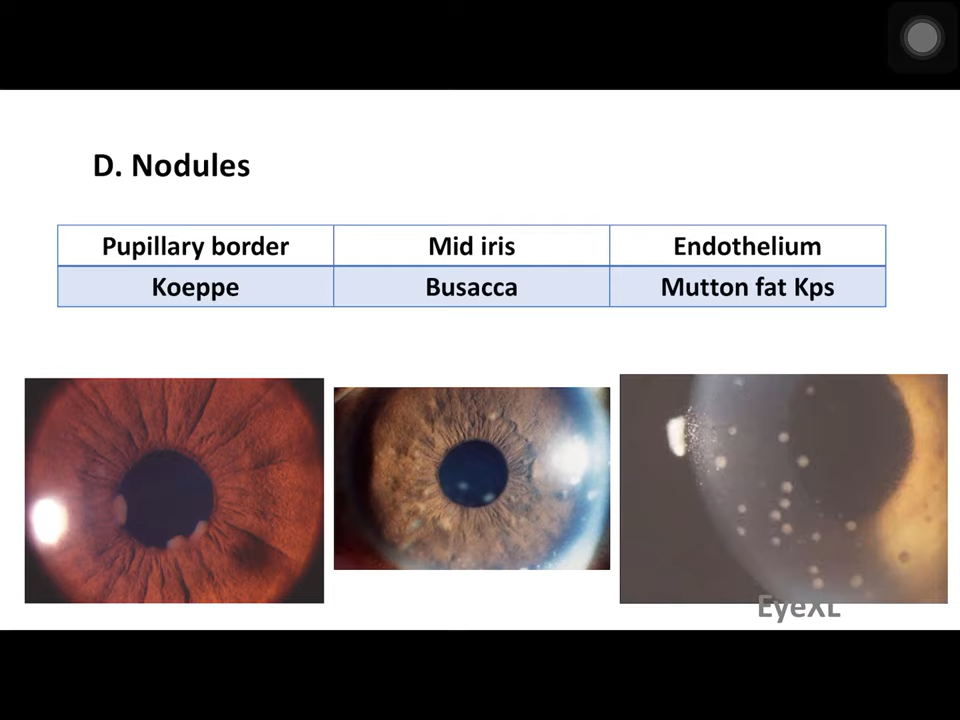 D. Nodules
Pupillary border Mid iris Endothelium
Koeppe Busacca Mutton fat Kps
EyeXL